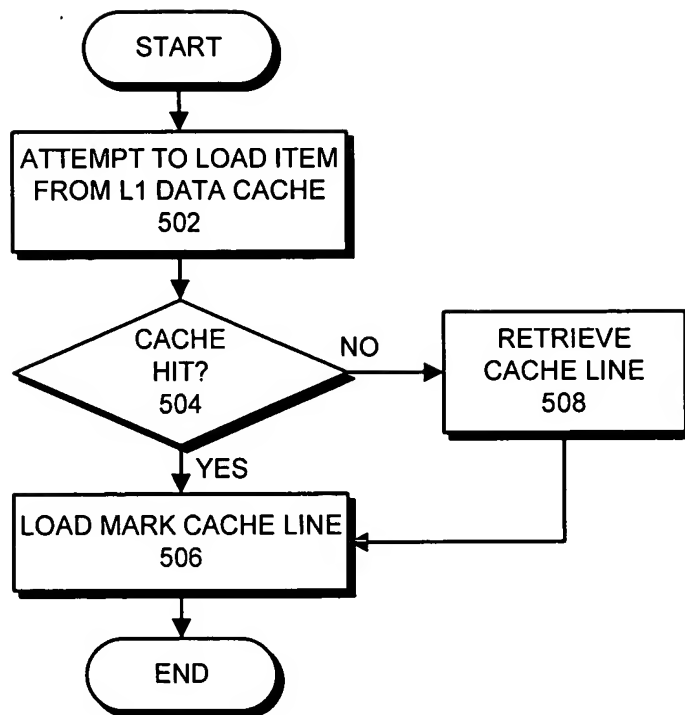 START
ATTEMPT TO LOAD ITEM
FROM L1 DATA CACHE
502
CACHE
HIT?
504
NO
RETRIEVE
CACHE LINE
508
YES
LOAD MARK CACHE LINE
506
END